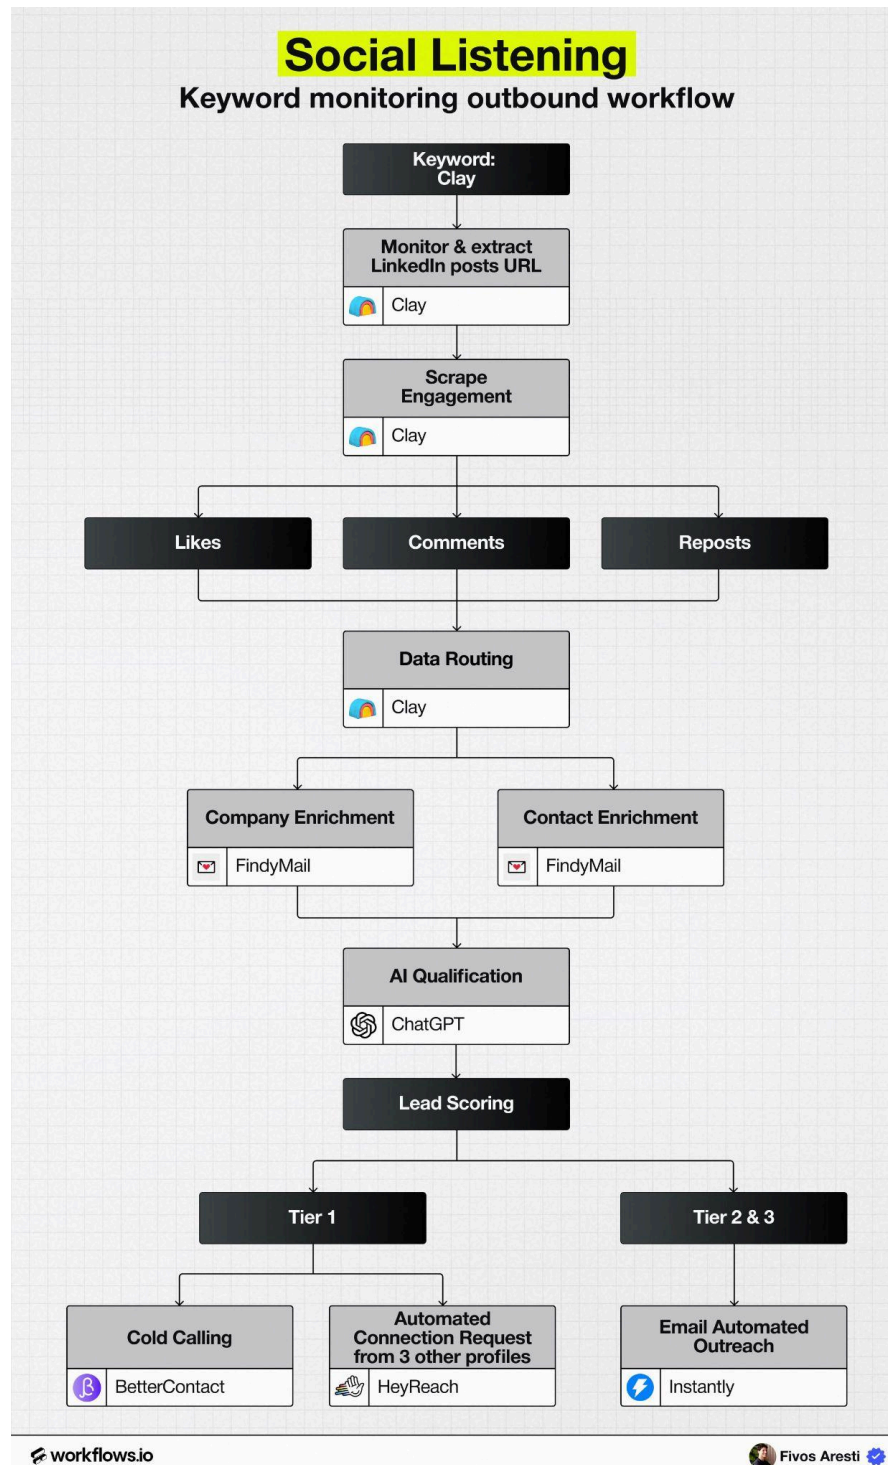 Social Listening
Keyword monitoring outbound workflow
Keyword:
Clay
Monitor & extract
LinkedIn posts URL
Clay
Scrape
Engagement
Clay
Likes
Comments
Reposts
Data Routing
Clay
Company Enrichment
FindyMail
Contact Enrichment
FindyMail
AI Qualification
ChatGPT
Lead Scoring
Tier 1
Tier 2 & 3
Cold Calling
BetterContact
Automated
Connection Request
from 3 other profiles
HeyReach
Email Automated
Outreach
Instantly
workflows.io
Fivos Aresti